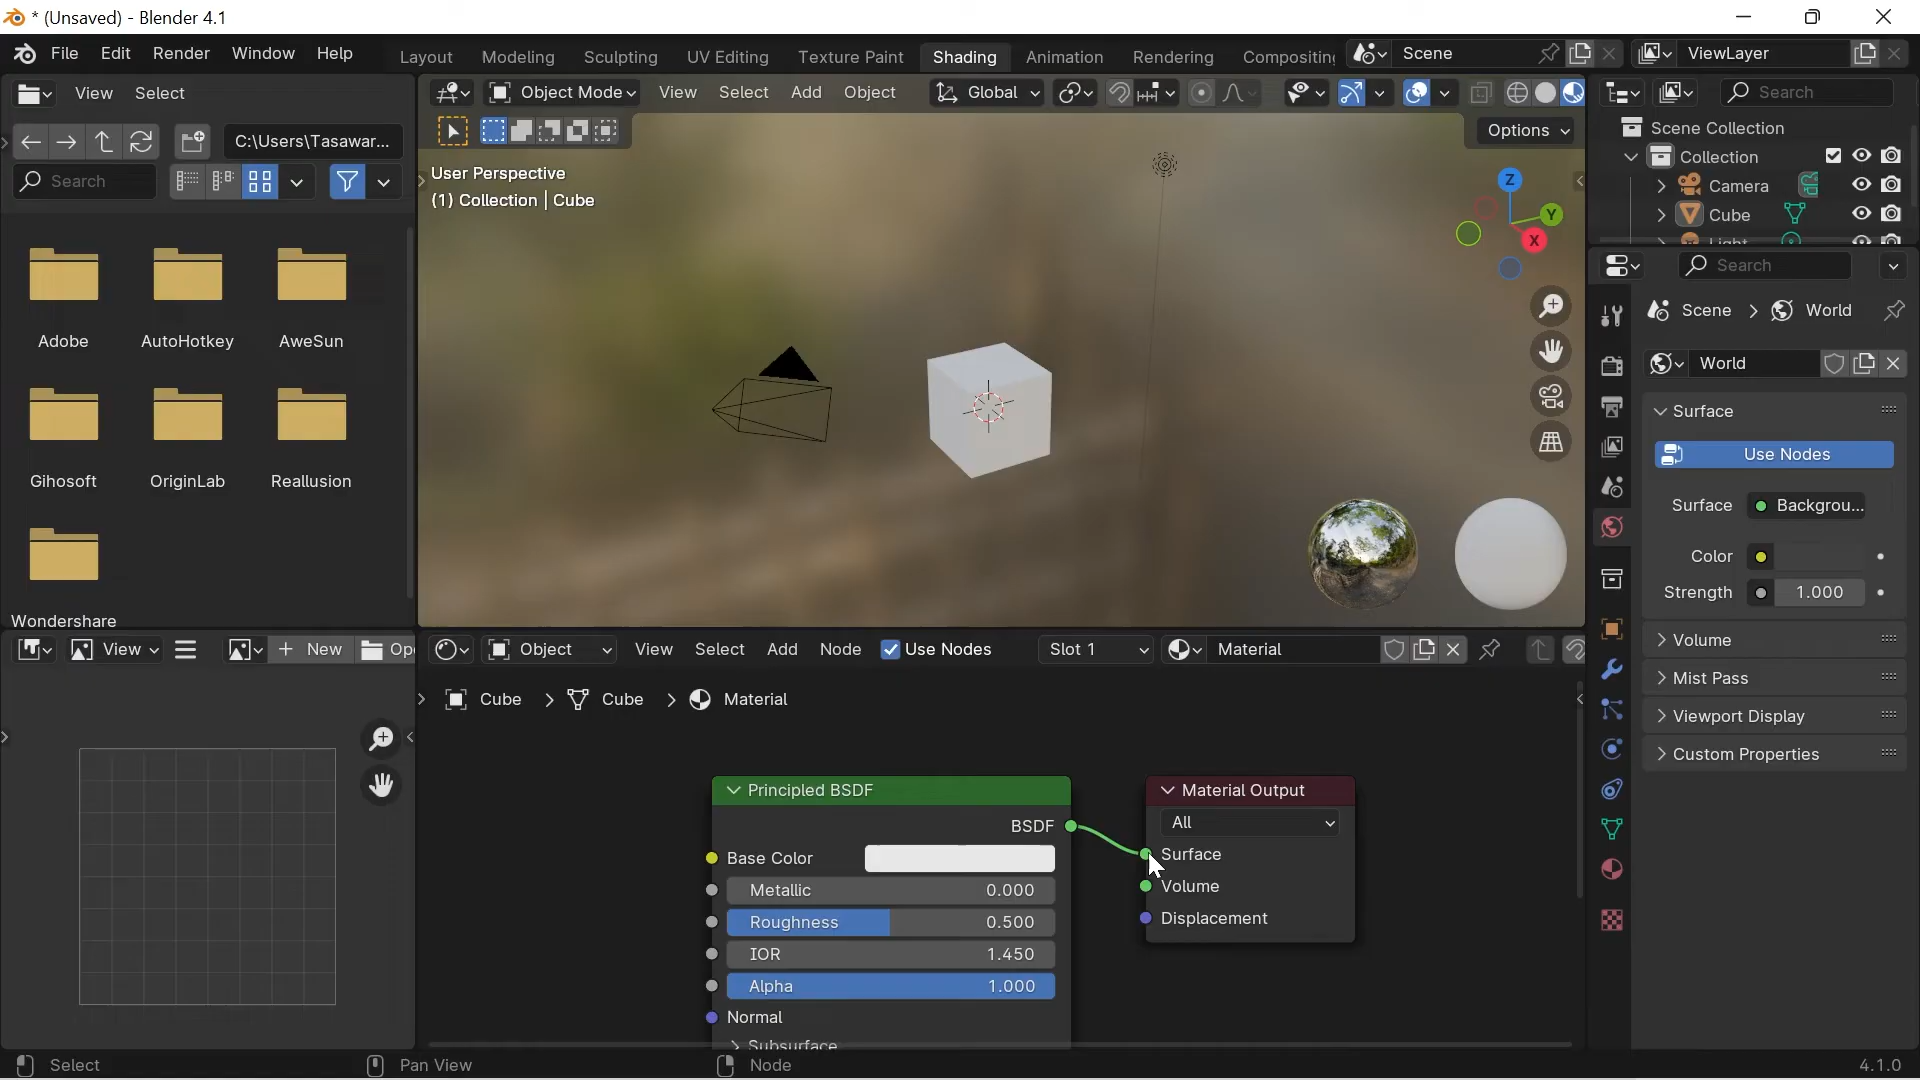 * (Unsaved) - Blender 4.1
File Edit Render Window Help
Layout Modeling Sculpting UV Editing Texture Paint Shading Animation Rendering Compositing
Scene
ViewLayer
View Select
C:\Users\Tasawar...
Search
Adobe AutoHotkey AweSun
Gihosoft OriginLab Reallusion
Wondershare
Object Mode View Select Add Object Global
Options
User Perspective
(1) Collection | Cube
Z
Y
X
Search
Scene Collection
Collection
Camera
Cube
Light
Search
Scene > World
World
Surface
Use Nodes
Surface Backgrou...
Color
Strength 1.000
Volume
Mist Pass
Viewport Display
Custom Properties
View + New Op
Object View Select Add Node Use Nodes Slot 1 Material
Cube > Cube > Material
Principled BSDF
BSDF
Base Color
Metallic 0.000
Roughness 0.500
IOR 1.450
Alpha 1.000
Normal
Subsurface
Material Output
All
Surface
Volume
Displacement
Select Pan View Node 4.1.0